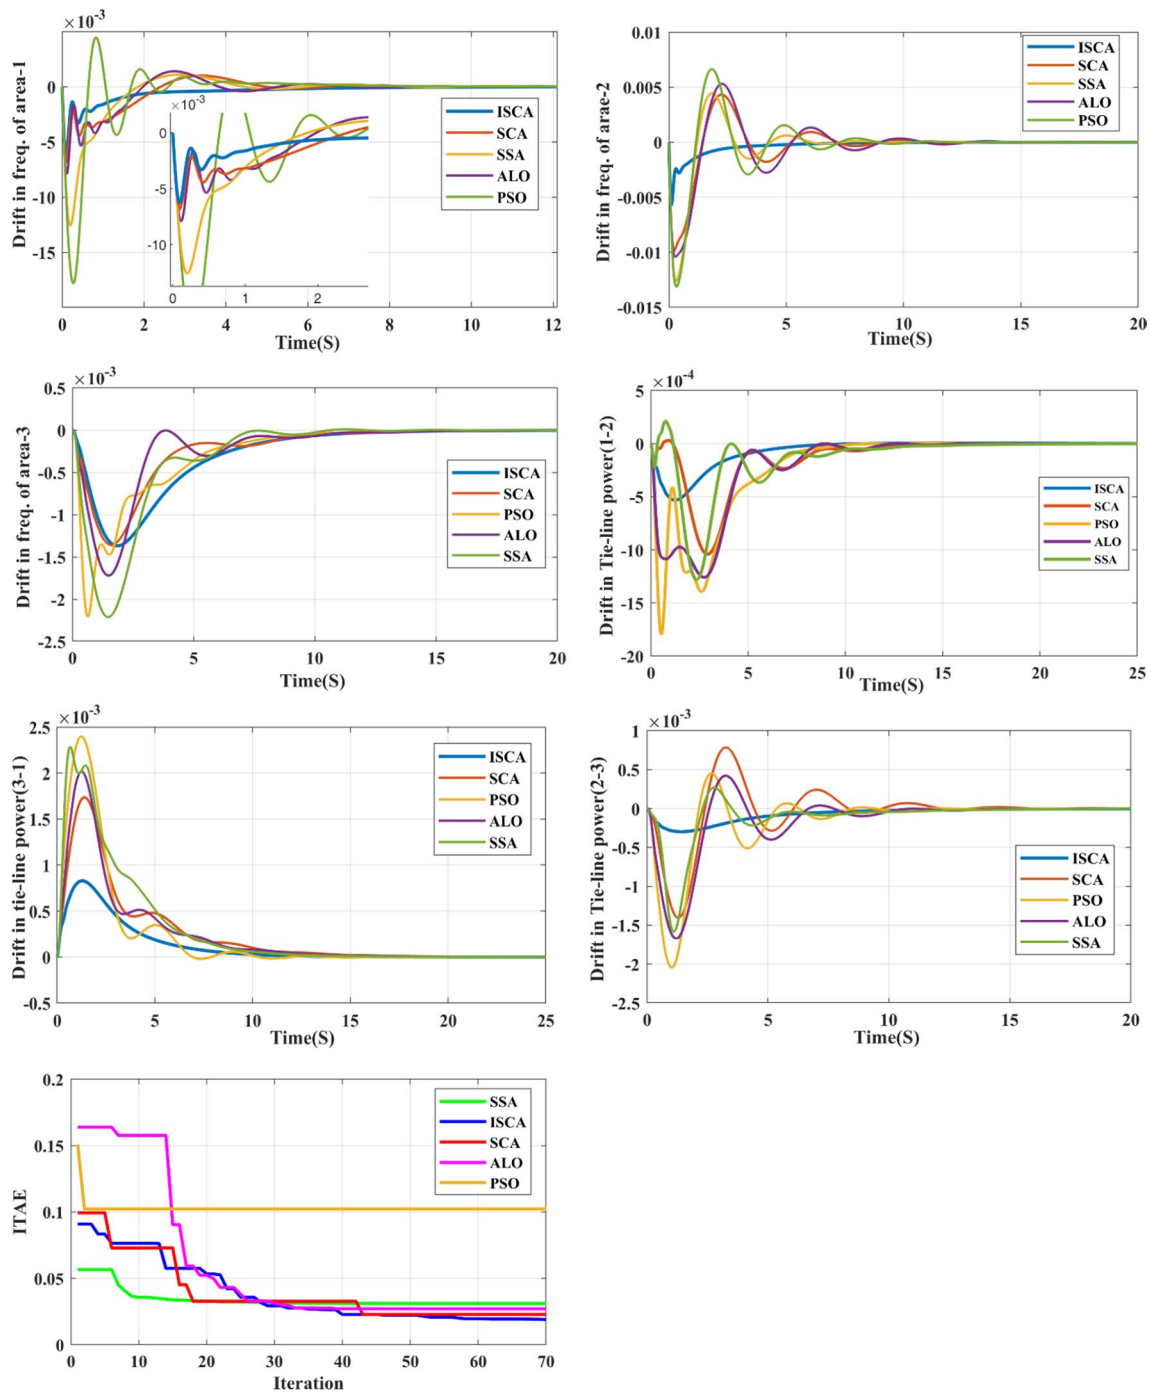 ×10-3
0
-5
-10
-15
Drift in freq. of area-1
ISCA
SCA
SSA
ALO
PSO
×10-3
0
-5
-10
0 1 2
0 2 4 6 8 10 12
Time(S)
0.01
0.005
0
-0.005
-0.01
-0.015
Drift in freq. of arae-2
ISCA
SCA
SSA
ALO
PSO
0 5 10 15 20
Time(S)
×10-3
0.5
0
-0.5
-1
-1.5
-2
-2.5
Drift in freq. of area-3
ISCA
SCA
PSO
ALO
SSA
0 5 10 15 20
Time(S)
×10-4
5
0
-5
-10
-15
-20
Drift in Tie-line power(1-2)
ISCA
SCA
PSO
ALO
SSA
0 5 10 15 20 25
Time(S)
×10-3
2.5
2
1.5
1
0.5
0
-0.5
Drift in tie-line power(3-1)
ISCA
SCA
PSO
ALO
SSA
0 5 10 15 20 25
Time(S)
×10-3
1
0.5
0
-0.5
-1
-1.5
-2
-2.5
Drift in Tie-line power(2-3)
ISCA
SCA
PSO
ALO
SSA
0 5 10 15 20
Time(S)
0.2
0.15
0.1
0.05
0
ITAE
SSA
ISCA
SCA
ALO
PSO
0 10 20 30 40 50 60 70
Iteration